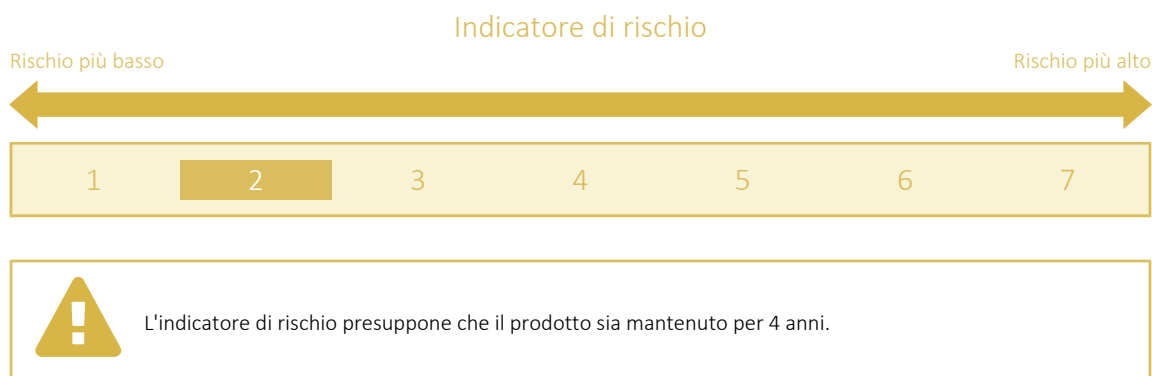 Indicatore di rischio
Rischio più basso Rischio più alto
1 2 3 4 5 6 7
L'indicatore di rischio presuppone che il prodotto sia mantenuto per 4 anni.